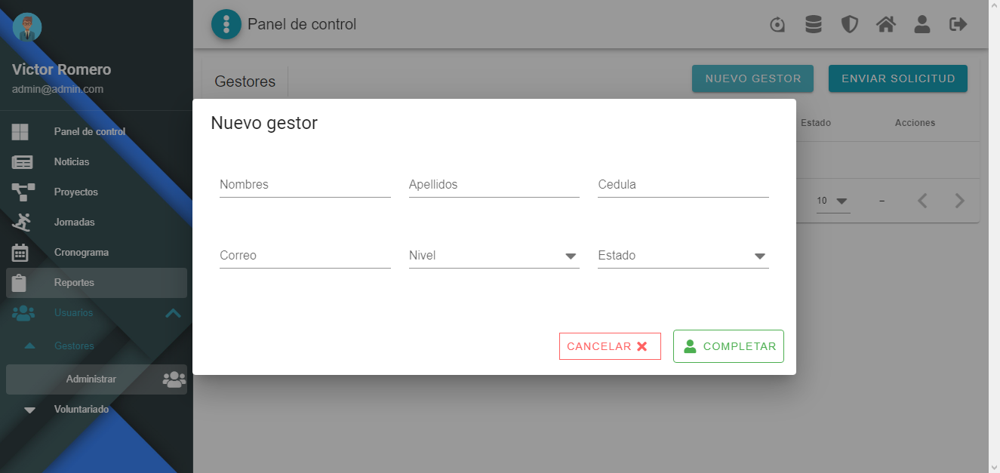 Victor Romero
admin@admin.com
Panel de control
Noticias
Proyectos
Jornadas
Cronograma
Reportes
Usuarios
Gestores
Administrar
Voluntariado
Panel de control
Gestores
NUEVO GESTOR
ENVIAR SOLICITUD
Estado
Acciones
10
–
Nuevo gestor
Nombres
Apellidos
Cedula
Correo
Nivel
Estado
CANCELAR
COMPLETAR